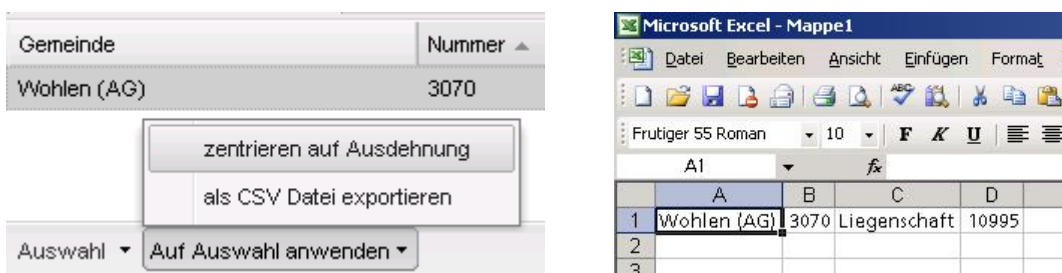 Gemeinde Nummer
Wohlen (AG) 3070
zentrieren auf Ausdehnung
als CSV Datei exportieren
Auswahl Auf Auswahl anwenden
Microsoft Excel - Mappe1
Datei Bearbeiten Ansicht Einfügen Format
ABC
Frutiger 55 Roman 10 F K U
A1 fx
A B C D
1 Wohlen (AG) 3070 Liegenschaft 10995
2
3